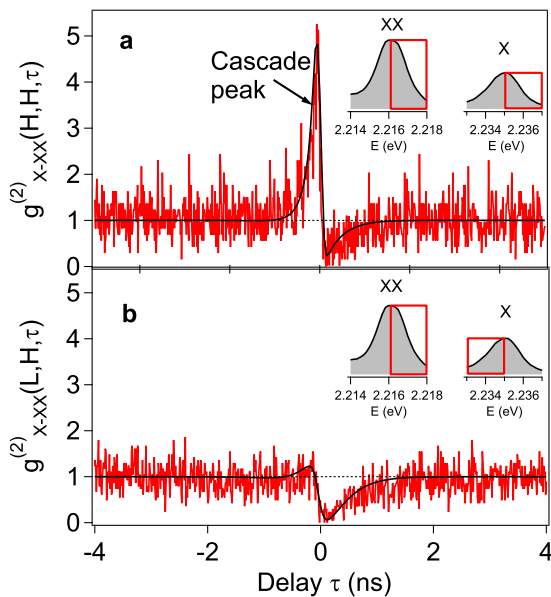 a
Cascade
peak
XX
X
2.214
2.216
2.218
E (eV)
2.234
2.236
E (eV)
5
4
3
2
1
0
g(2)X-XX(H,H,τ)
b
XX
X
2.214
2.216
2.218
E (eV)
2.234
2.236
E (eV)
5
4
3
2
1
0
g(2)X-XX(L,H,τ)
-4
-2
0
2
4
Delay τ (ns)